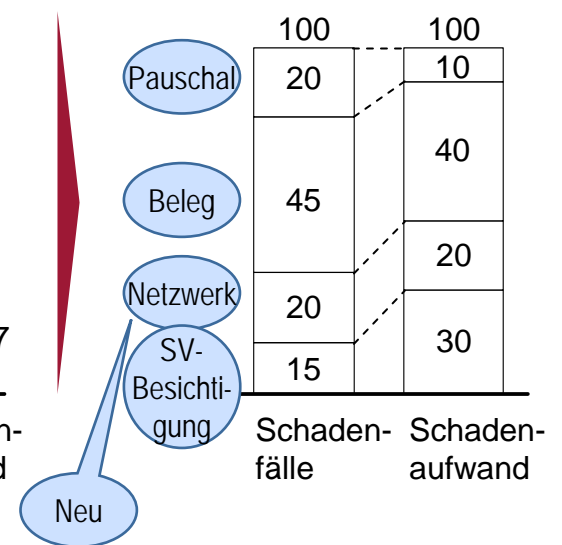 100 100
Pauschal 20 10
Beleg 45 40
Netzwerk 20 20
SV-
Besichti-
gung 15 30
7
n- Schaden- Schaden-
d fälle aufwand
Neu